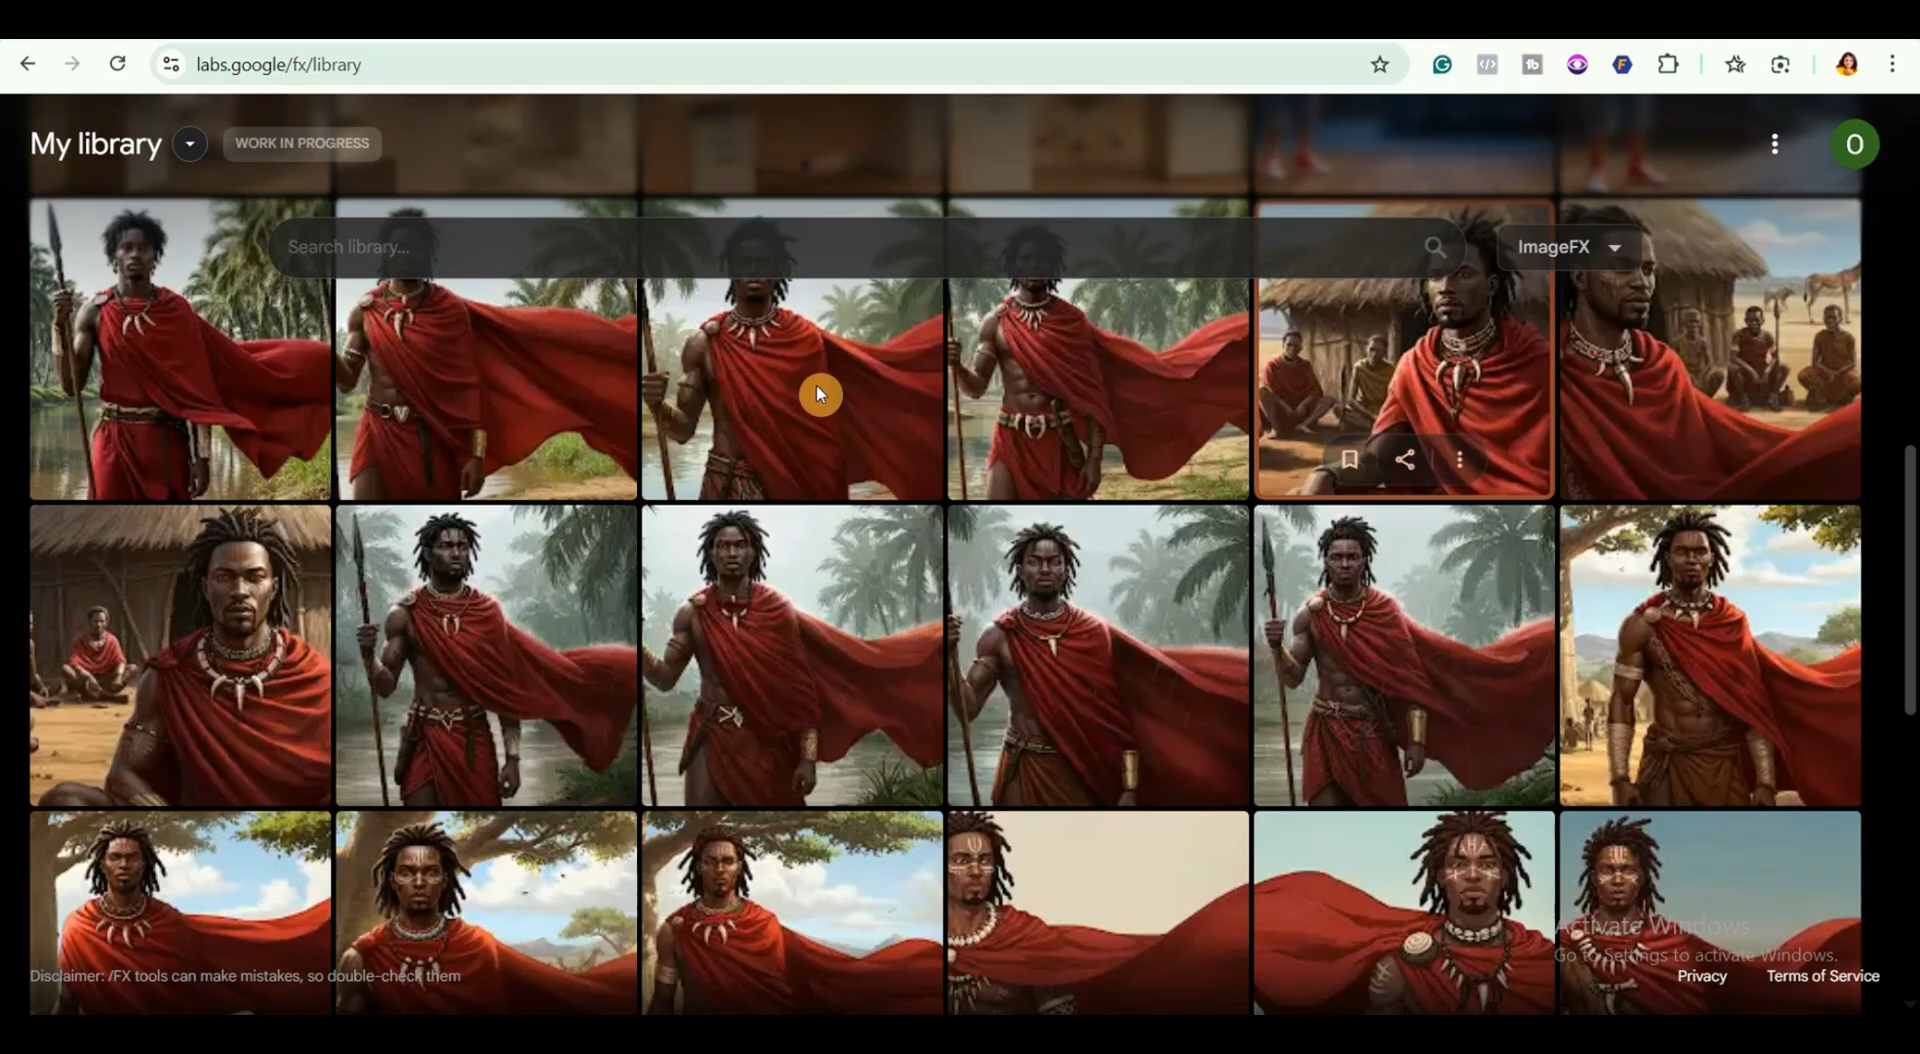 labs.google/fx/library
My library
WORK IN PROGRESS
O
Search library...
ImageFX
Activate Windows
Go to Settings to activate Windows.
Disclaimer: /FX tools can make mistakes, so double-check them
Privacy
Terms of Service